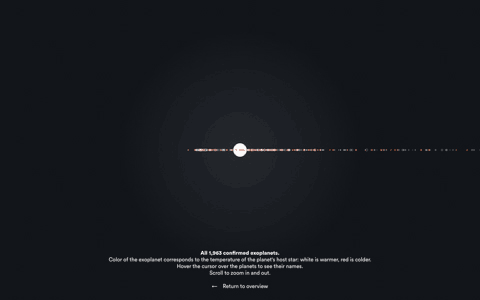 All 1,963 confirmed exoplanets.
Color of the exoplanet corresponds to the temperature of the planet's host star: white is warmer, red is colder.
Hover the cursor over the planets to see their names.
Scroll to zoom in and out.
← Return to overview